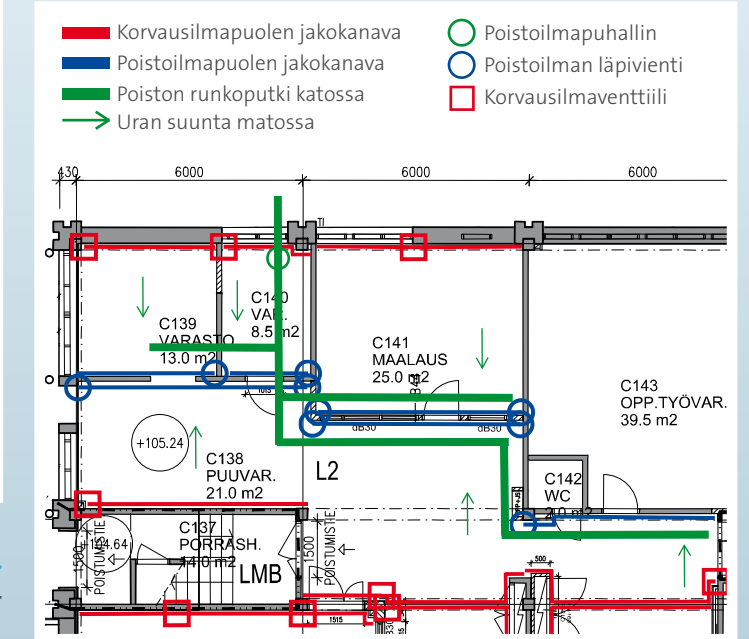 Korvausilmapuolen jakokanava
Poistoilmapuolen jakokanava
Poiston runkoputki katossa
Uran suunta matossa
Poistoilmapuhallin
Poistoilman läpivienti
Korvausilmaventtiili
430
6000
6000
6000
C140
VAR.
8.5 m2
C139
VARASTO
13.0 m2
C141
MAALAUS
25.0 m2
C143
OPP.TYÖVAR.
39.5 m2
1015
dB30
dB30
+105.24
C138
PUUVAR.
21.0 m2
L2
C142
WC
C137
PORRASH.
14.0 m2
LMB
1500
POISTUMISTIE
1500
POISTUMISTIE
500
1515